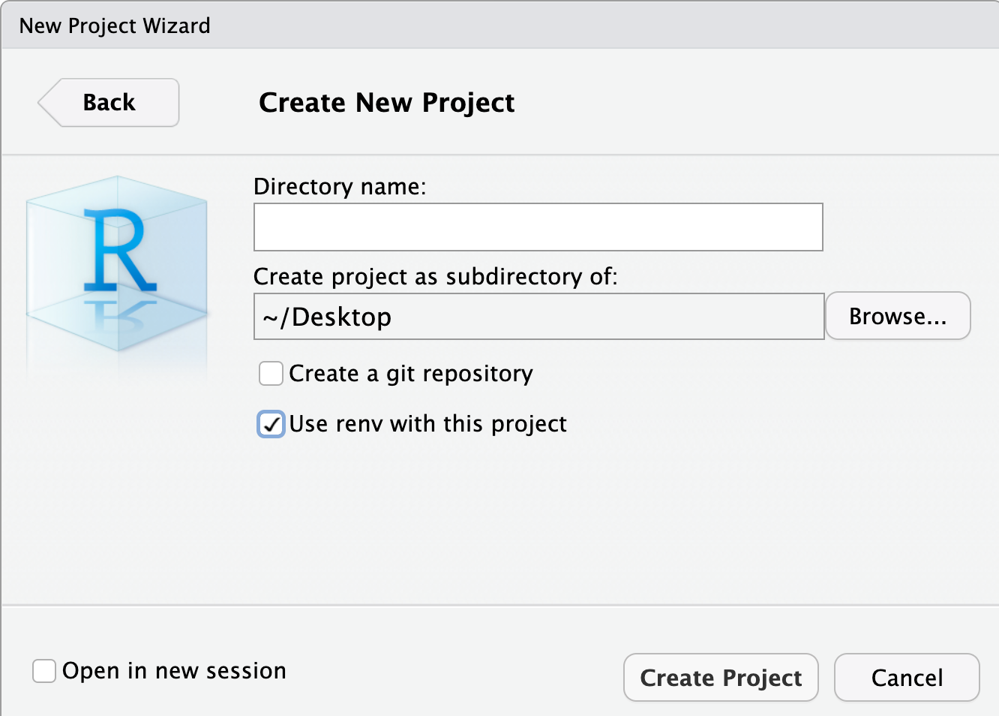 New Project Wizard
Back
Create New Project
R
Directory name:
Create project as subdirectory of:
~/Desktop
Browse...
Create a git repository
Use renv with this project
Open in new session
Create Project
Cancel